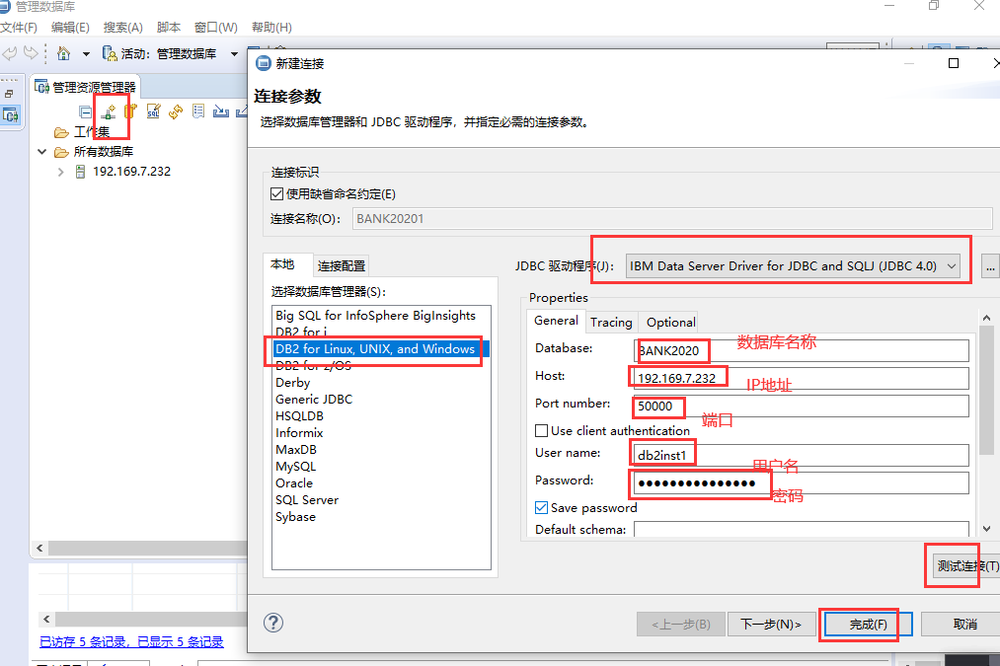 管理数据库
文件(F) 编辑(E) 搜索(A) 脚本 窗口(W) 帮助(H)
活动： 管理数据库
管理资源管理器
工作集
所有数据库
192.169.7.232
已访存 5 条记录，已显示 5 条记录
新建连接
连接参数
选择数据库管理器和 JDBC 驱动程序，并指定必需的连接参数。
连接标识
使用缺省命名约定(E)
连接名称(O): BANK20201
本地 连接配置
选择数据库管理器(S):
Big SQL for InfoSphere BigInsights
DB2 for i
DB2 for Linux, UNIX, and Windows
DB2 for z/OS
Derby
Generic JDBC
HSQLDB
Informix
MaxDB
MySQL
Oracle
SQL Server
Sybase
JDBC 驱动程序(J): IBM Data Server Driver for JDBC and SQLJ (JDBC 4.0) ...
Properties
General Tracing Optional
Database: BANK2020 数据库名称
Host: 192.169.7.232 IP地址
Port number: 50000 端口
Use client authentication
User name: db2inst1 用户名
Password: ●●●●●●●●●●●●●●● 密码
Save password
Default schema:
测试连接(T)
<上一步(B) 下一步(N)> 完成(F) 取消